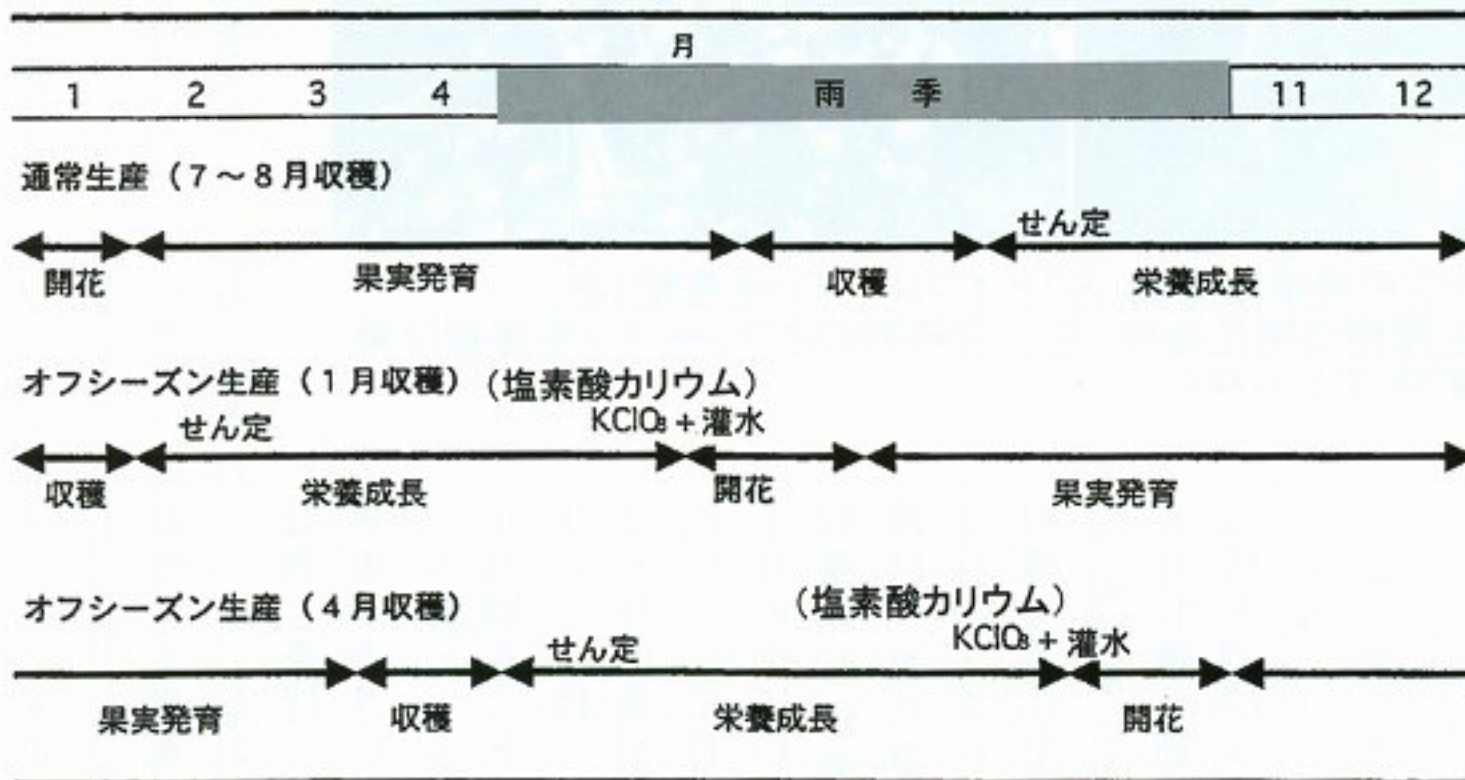 月
1 2 3 4 雨 季 11 12
通常生産（7～8月収穫）
せん定
開花 果実発育 収穫 栄養成長
オフシーズン生産（1月収穫）（塩素酸カリウム）
せん定 KClO₃ + 灌水
収穫 栄養成長 開花 果実発育
オフシーズン生産（4月収穫） （塩素酸カリウム）
せん定 KClO₃ + 灌水
果実発育 収穫 栄養成長 開花